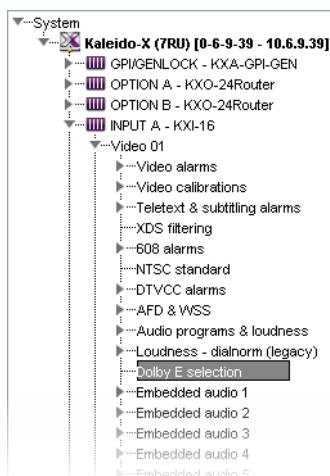 System
Kaleido-X (7RU) [0-6-9-39 - 10.6.9.39]
GPI/GENLOCK - KXA-GPI-GEN
OPTION A - KXO-24Router
OPTION B - KXO-24Router
INPUT A - KXI-16
Video 01
Video alarms
Video calibrations
Teletext & subtitling alarms
XDS filtering
608 alarms
NTSC standard
DTVCC alarms
AFD & WSS
Audio programs & loudness
Loudness - dialnorm (legacy)
Dolby E selection
Embedded audio 1
Embedded audio 2
Embedded audio 3
Embedded audio 4
Embedded audio 5